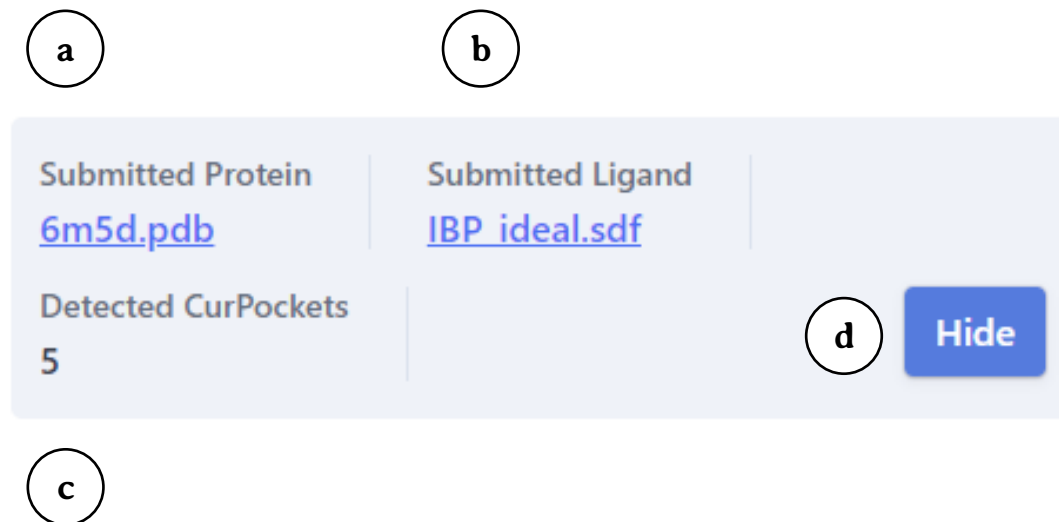 a b
Submitted Protein Submitted Ligand
6m5d.pdb IBP_ideal.sdf
Detected CurPockets
5
d Hide
c